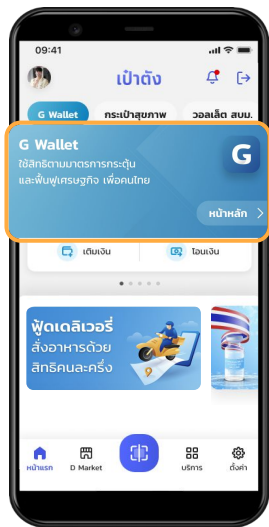 09:41
เป๋าตัง
G Wallet
กระเป๋าสุขภาพ
วอลเล็ต สบม.
G Wallet
ใช้สิทธิตามมาตรการกระตุ้น
และฟื้นฟูเศรษฐกิจ เพื่อคนไทย
G
หน้าหลัก
เติมเงิน
โอนเงิน
ฟู้ดเดลิเวอรี่
สั่งอาหารด้วย
สิทธิคนละครึ่ง
หน้าแรก
D Market
บริการ
ตั้งค่า